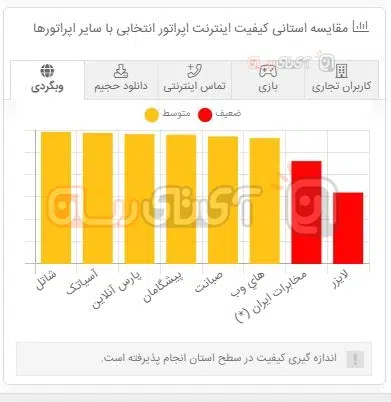 مقایسه استانی کیفیت اینترنت اپراتور انتخابی با سایر اپراتورها
آی‌تی‌رسان
کاربران تجاری
بازی
تماس اینترنتی
دانلود حجیم
وبگردی
ضعیف
متوسط
شاتل
آسیاتک
پارس آنلاین
پیشگامان
صبانت
های وب
مخابرات ایران (*)
لایزر
اندازه گیری کیفیت در سطح استان انجام پذیرفته است.